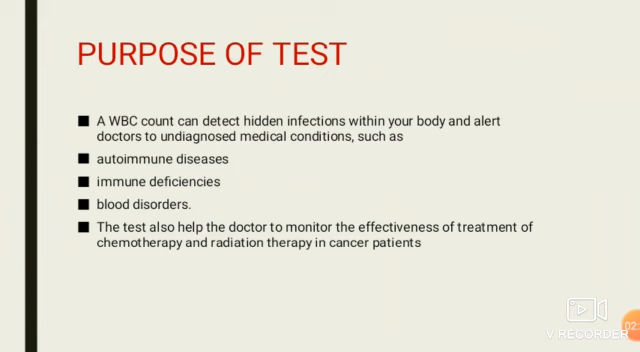 PURPOSE OF TEST
■ A WBC count can detect hidden infections within your body and alert
doctors to undiagnosed medical conditions, such as
■ autoimmune diseases
■ immune deficiencies
■ blood disorders.
■ The test also help the doctor to monitor the effectiveness of treatment of
chemotherapy and radiation therapy in cancer patients
V RECORDER